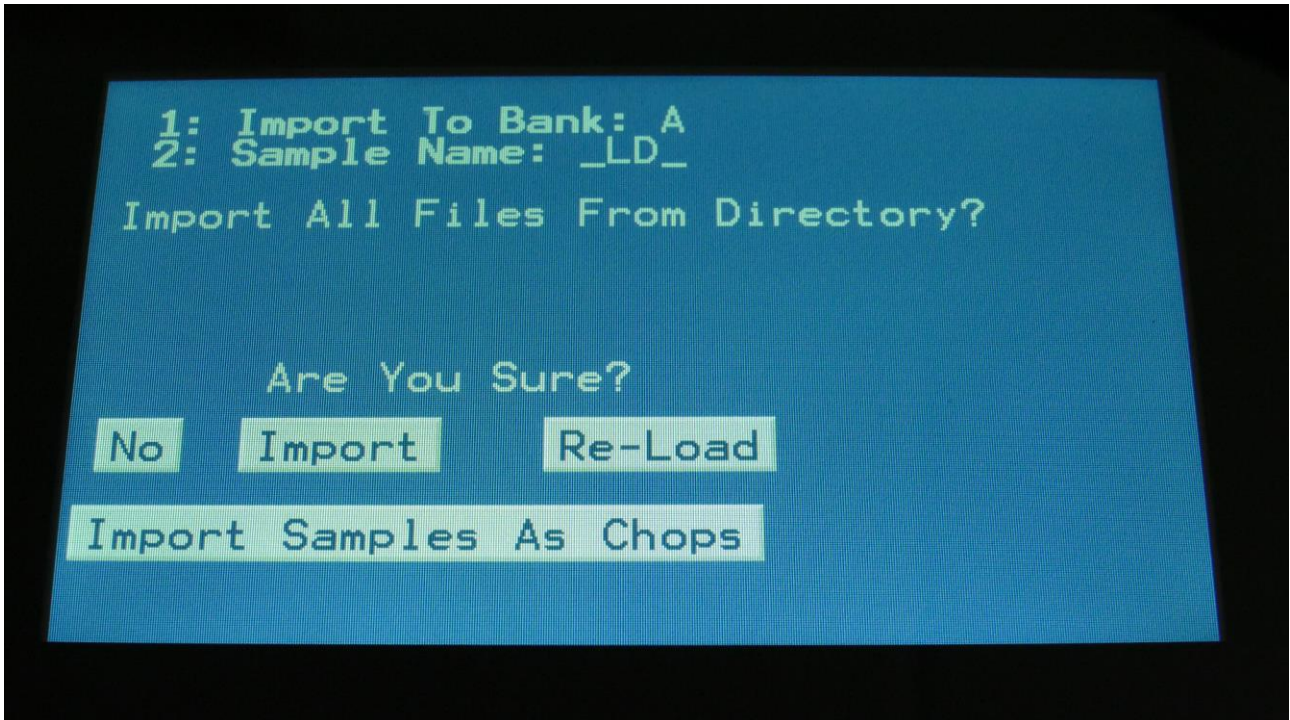 1: Import To Bank: A
2: Sample Name: _LD_
Import All Files From Directory?
Are You Sure?
No Import Re-Load
Import Samples As Chops